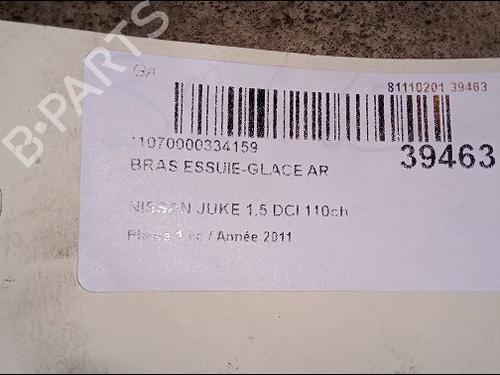 GA
81110201 39463
11070000334159
39463
BRAS ESSUIE-GLACE AR
NISSAN JUKE 1.5 DCI 110ch
/ Année 2011
B-PARTS